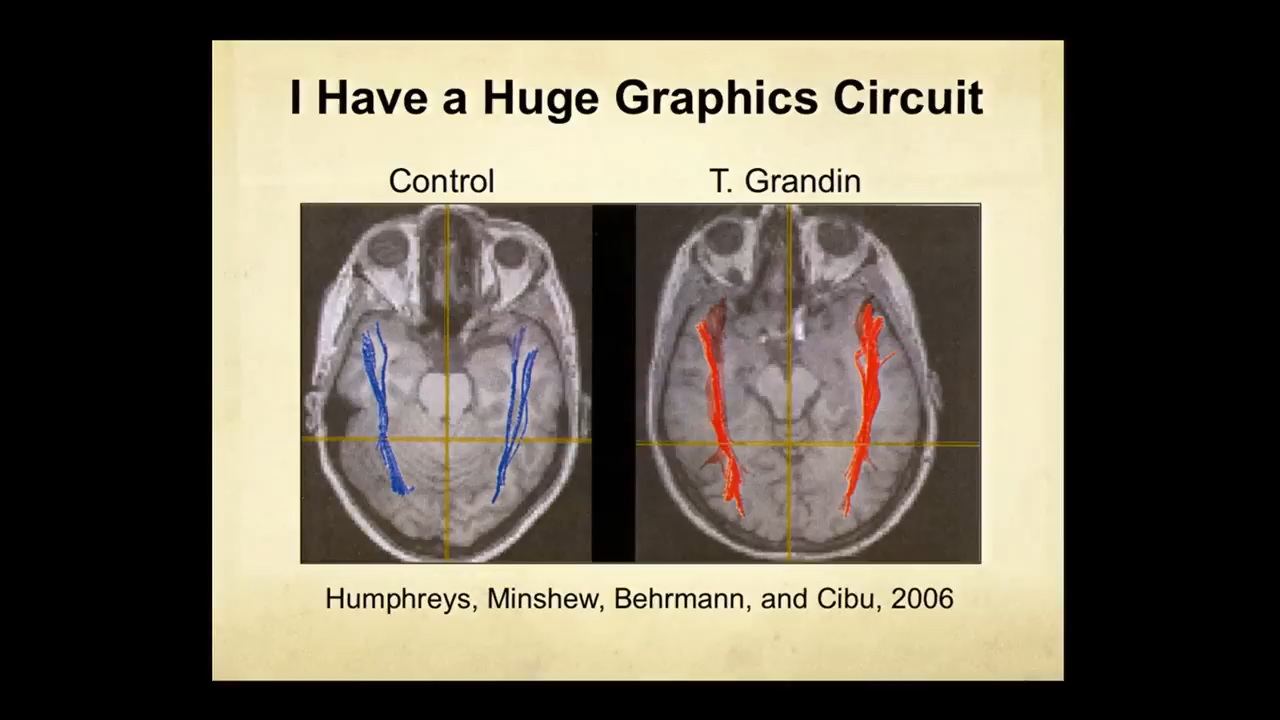 I Have a Huge Graphics Circuit
Control
T. Grandin
Humphreys, Minshew, Behrmann, and Cibu, 2006